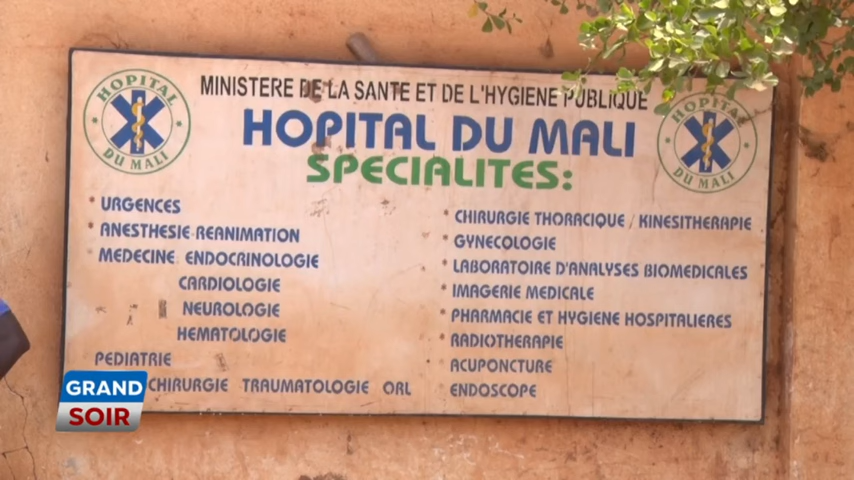 MINISTERE DE LA SANTE ET DE L'HYGIENE PUBLIQUE
HOPITAL DU MALI
SPECIALITES:
HOPITAL
DU MALI
HOPITAL
DU MALI
URGENCES
ANESTHESIE-REANIMATION
MEDECINE ENDOCRINOLOGIE
CARDIOLOGIE
NEUROLOGIE
HEMATOLOGIE
PEDIATRIE
CHIRURGIE TRAUMATOLOGIE ORL
CHIRURGIE THORACIQUE / KINESITHERAPIE
GYNECOLOGIE
LABORATOIRE D'ANALYSES BIOMEDICALES
IMAGERIE MEDICALE
PHARMACIE ET HYGIENE HOSPITALIERES
RADIOTHERAPIE
ACUPONCTURE
ENDOSCOPE
GRAND
SOIR